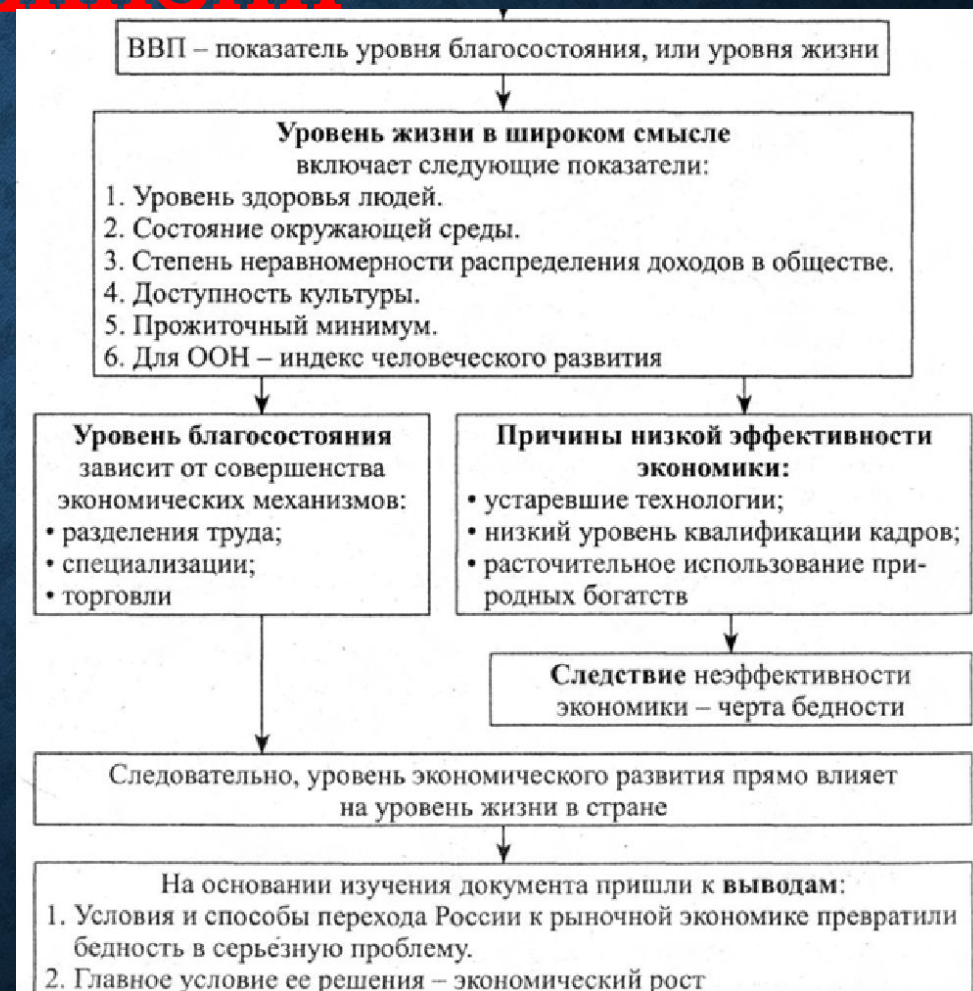 ВВП – показатель уровня благосостояния, или уровня жизни
Уровень жизни в широком смысле
включает следующие показатели:
1. Уровень здоровья людей.
2. Состояние окружающей среды.
3. Степень неравномерности распределения доходов в обществе.
4. Доступность культуры.
5. Прожиточный минимум.
6. Для ООН – индекс человеческого развития
Уровень благосостояния
зависит от совершенства
экономических механизмов:
• разделения труда;
• специализации;
• торговли
Причины низкой эффективности
экономики:
• устаревшие технологии;
• низкий уровень квалификации кадров;
• расточительное использование при-
родных богатств
Следствие неэффективности
экономики – черта бедности
Следовательно, уровень экономического развития прямо влияет
на уровень жизни в стране
На основании изучения документа пришли к выводам:
1. Условия и способы перехода России к рыночной экономике превратили
бедность в серьёзную проблему.
2. Главное условие ее решения – экономический рост